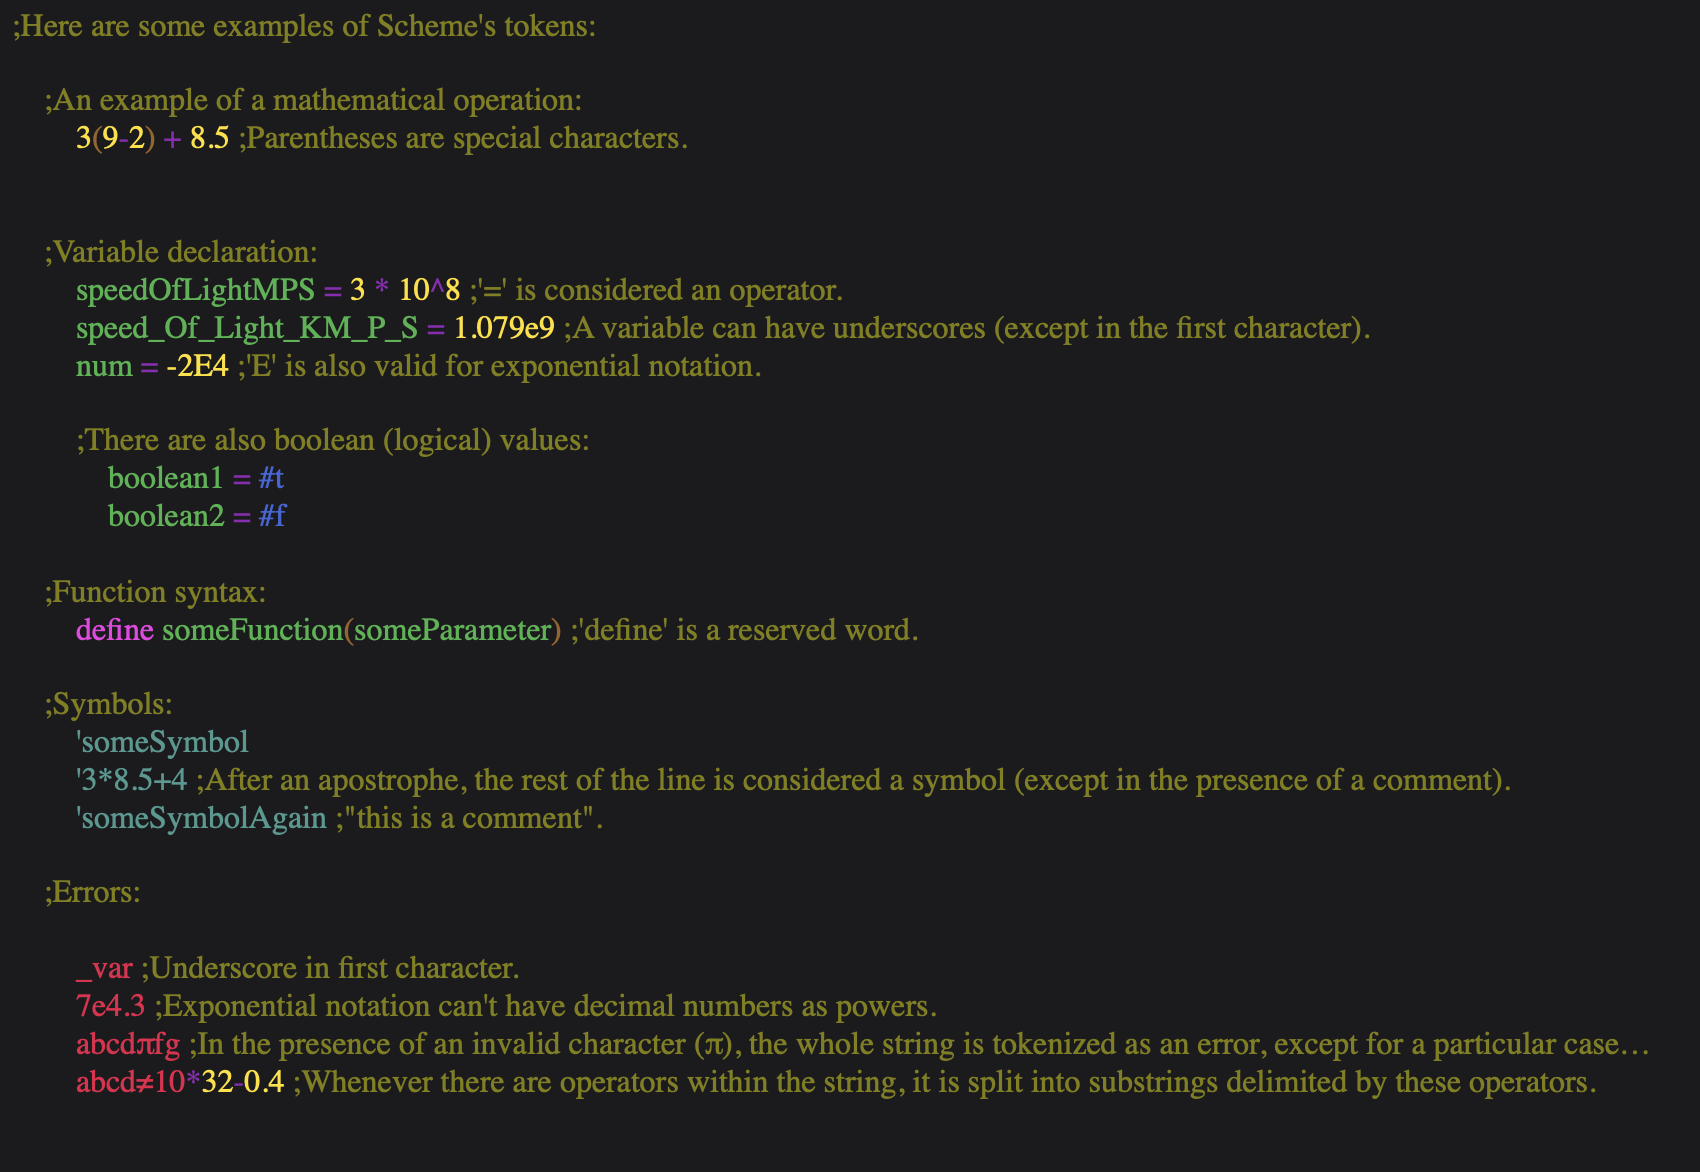 ;Here are some examples of Scheme's tokens:
;An example of a mathematical operation:
3(9-2) + 8.5 ;Parentheses are special characters.
;Variable declaration:
speedOfLightMPS = 3 * 10^8 ;'=' is considered an operator.
speed_Of_Light_KM_P_S = 1.079e9 ;A variable can have underscores (except in the first character).
num = -2E4 ;'E' is also valid for exponential notation.
;There are also boolean (logical) values:
boolean1 = #t
boolean2 = #f
;Function syntax:
define someFunction(someParameter) ;'define' is a reserved word.
;Symbols:
'someSymbol
'3*8.5+4 ;After an apostrophe, the rest of the line is considered a symbol (except in the presence of a comment).
'someSymbolAgain ;"this is a comment".
;Errors:
_var ;Underscore in first character.
7e4.3 ;Exponential notation can't have decimal numbers as powers.
abcdπfg ;In the presence of an invalid character (π), the whole string is tokenized as an error, except for a particular case…
abcd≠10*32-0.4 ;Whenever there are operators within the string, it is split into substrings delimited by these operators.